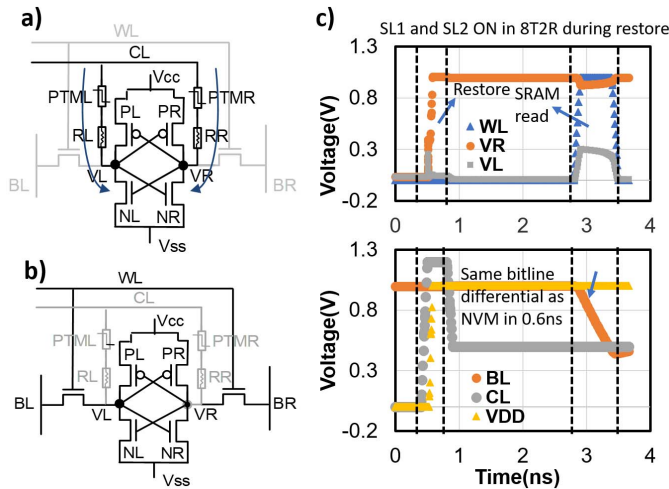 a)
WL
CL
Vcc
PTML
PTMR
PL
PR
RL
RR
VL
VR
BL
BR
NL
NR
Vss
b)
WL
CL
Vcc
PTML
PTMR
PL
PR
RL
RR
BL
VL
VR
BR
NL
NR
Vss
c)
SL1 and SL2 ON in 8T2R during restore
Voltage(V)
1.3
0.8
0.3
-0.2
Restore
SRAM
read
WL
VR
VL
0
1
2
3
4
Voltage(V)
1.3
0.8
0.3
-0.2
Same bitline
differential as
NVM in 0.6ns
BL
CL
VDD
0
1
2
3
4
Time(ns)